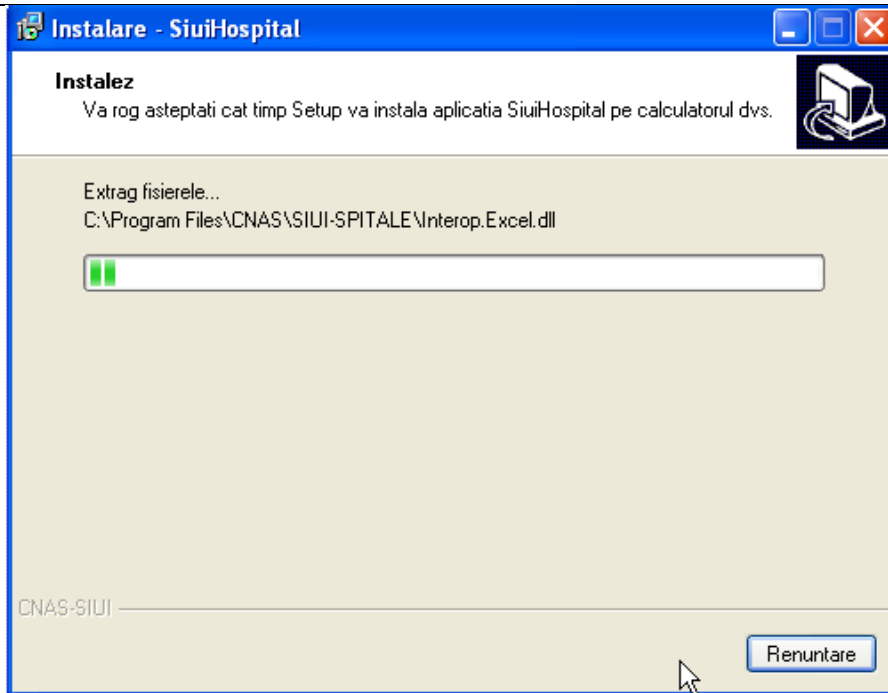 Instalare - SiuiHospital
Instalez
Va rog asteptati cat timp Setup va instala aplicatia SiuiHospital pe calculatorul dvs.
Extrag fisierele...
C:\Program Files\CNAS\SIUI-SPITALE\Interop.Excel.dll
CNAS-SIUI
Renuntare